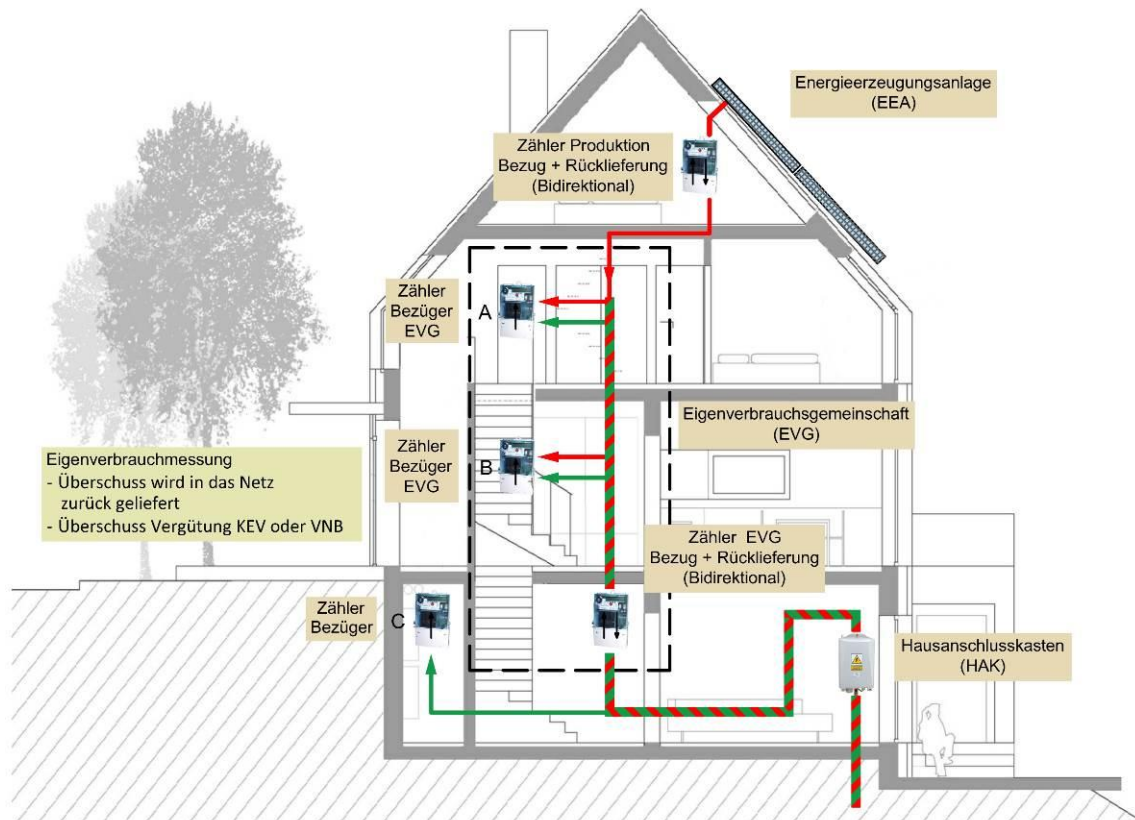 Energieerzeugungsanlage
(EEA)
Zähler Produktion
Bezug + Rücklieferung
(Bidirektional)
Zähler
Bezüger
EVG
A
Eigenverbrauchsgemeinschaft
(EVG)
Zähler
Bezüger
EVG
B
Eigenverbrauchmessung
- Überschuss wird in das Netz
zurück geliefert
- Überschuss Vergütung KEV oder VNB
Zähler EVG
Bezug + Rücklieferung
(Bidirektional)
Zähler
Bezüger
C
Hausanschlusskasten
(HAK)